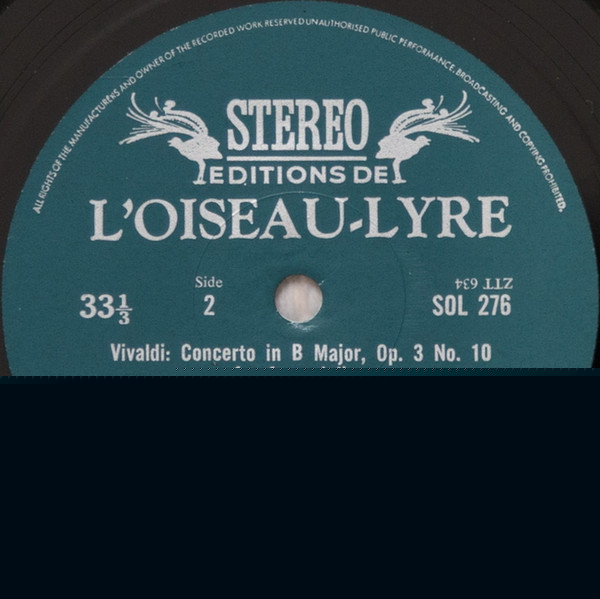 ALL RIGHTS OF THE MANUFACTURERS AND OWNER OF THE RECORDED WORK RESERVED UNAUTHORISED PUBLIC PERFORMANCE, BROADCASTING AND COPYING PROHIBITED.
STEREO
EDITIONS DE
L'OISEAU-LYRE
Side
2
33⅓
ZTT 634
SOL 276
Vivaldi: Concerto in B Major, Op. 3 No. 10